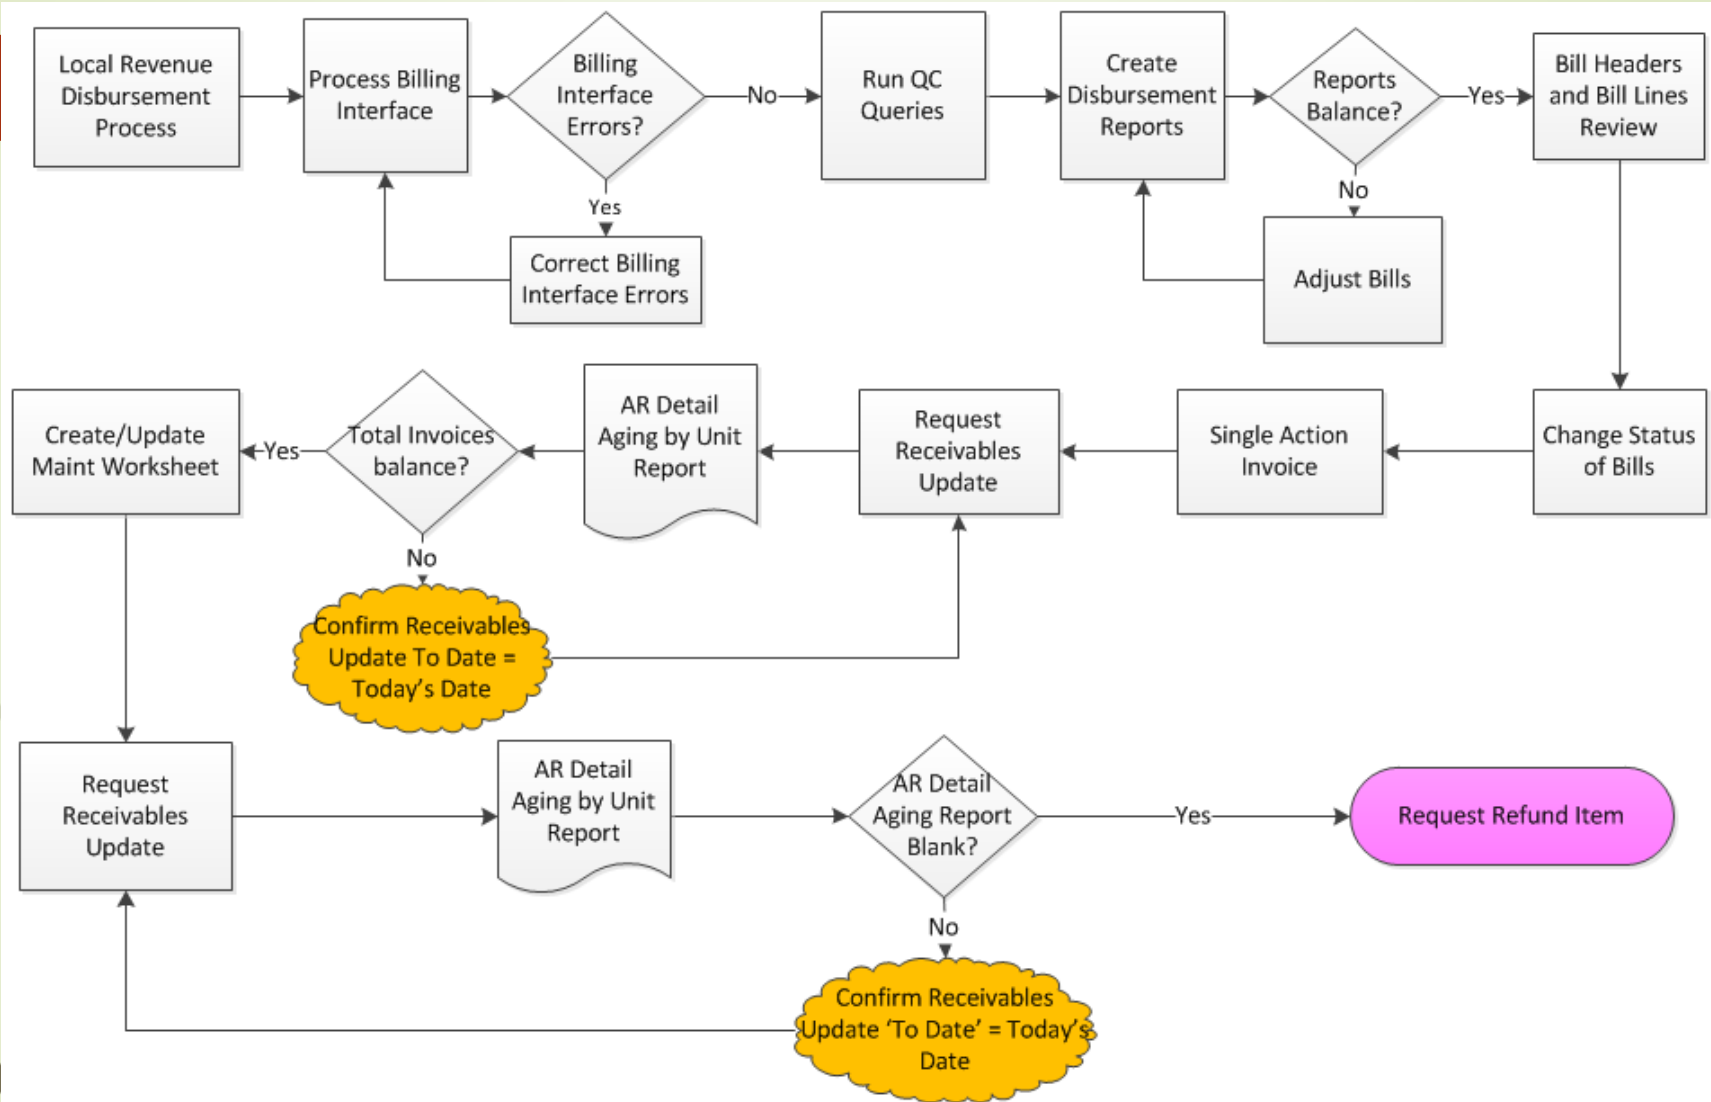 Local Revenue
Disbursement
Process
Process Billing
Interface
Billing
Interface
Errors?
No
Run QC
Queries
Create
Disbursement
Reports
Reports
Balance?
Yes
Bill Headers
and Bill Lines
Review
Yes
No
Correct Billing
Interface Errors
Adjust Bills
Create/Update
Maint Worksheet
Yes
Total Invoices
balance?
AR Detail
Aging by Unit
Report
Request
Receivables
Update
Single Action
Invoice
Change Status
of Bills
No
Confirm Receivables
Update To Date =
Today’s Date
Request
Receivables
Update
AR Detail
Aging by Unit
Report
AR Detail
Aging Report
Blank?
Yes
Request Refund Item
No
Confirm Receivables
Update ‘To Date’ = Today’s
Date